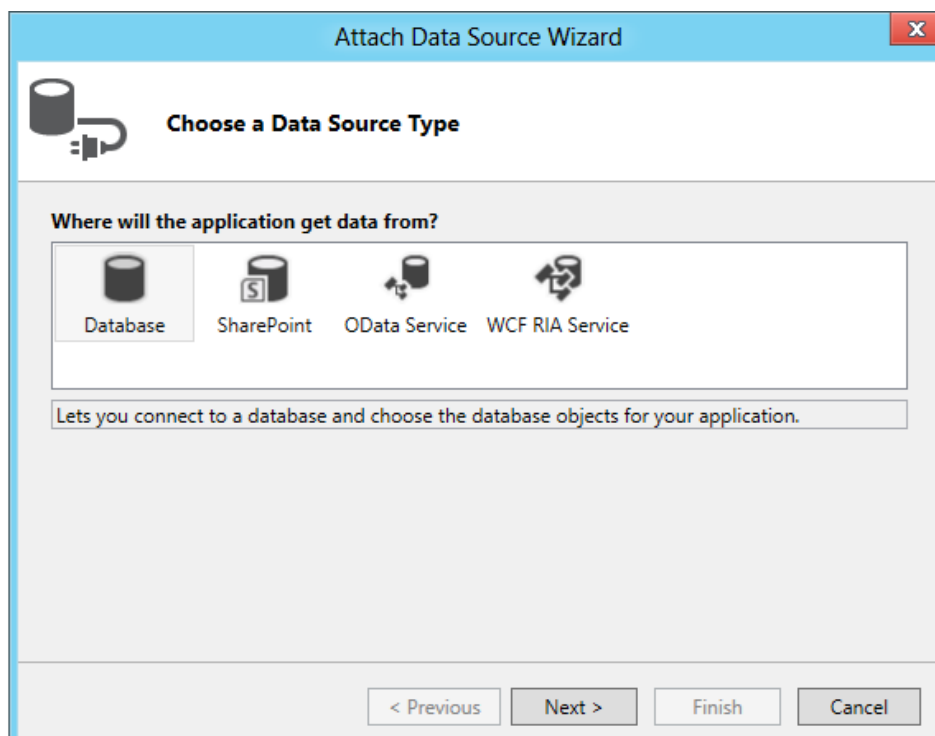 Attach Data Source Wizard
x
Choose a Data Source Type
Where will the application get data from?
S
Database SharePoint OData Service WCF RIA Service
Lets you connect to a database and choose the database objects for your application.
< Previous Next > Finish Cancel